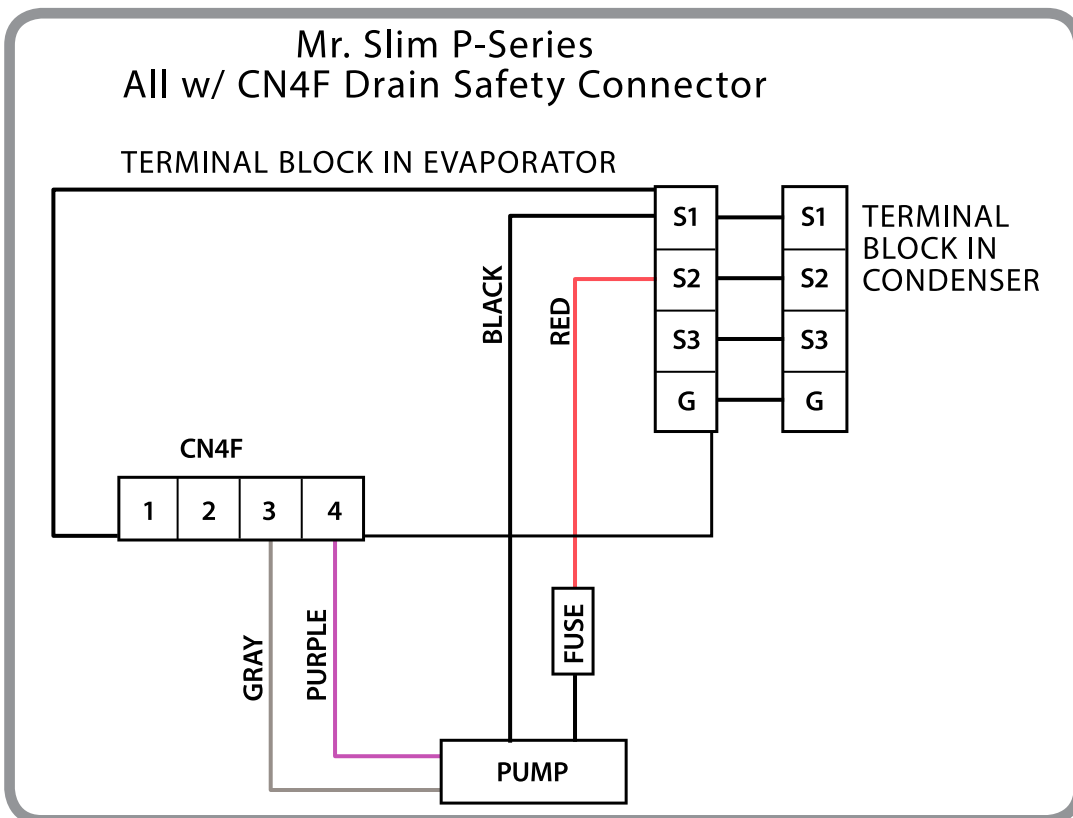 Mr. Slim P-Series
All w/ CN4F Drain Safety Connector
TERMINAL BLOCK IN EVAPORATOR
S1
S2
S3
G
S1
S2
S3
G
TERMINAL
BLOCK IN
CONDENSER
BLACK
RED
CN4F
1 2 3 4
GRAY
PURPLE
FUSE
PUMP